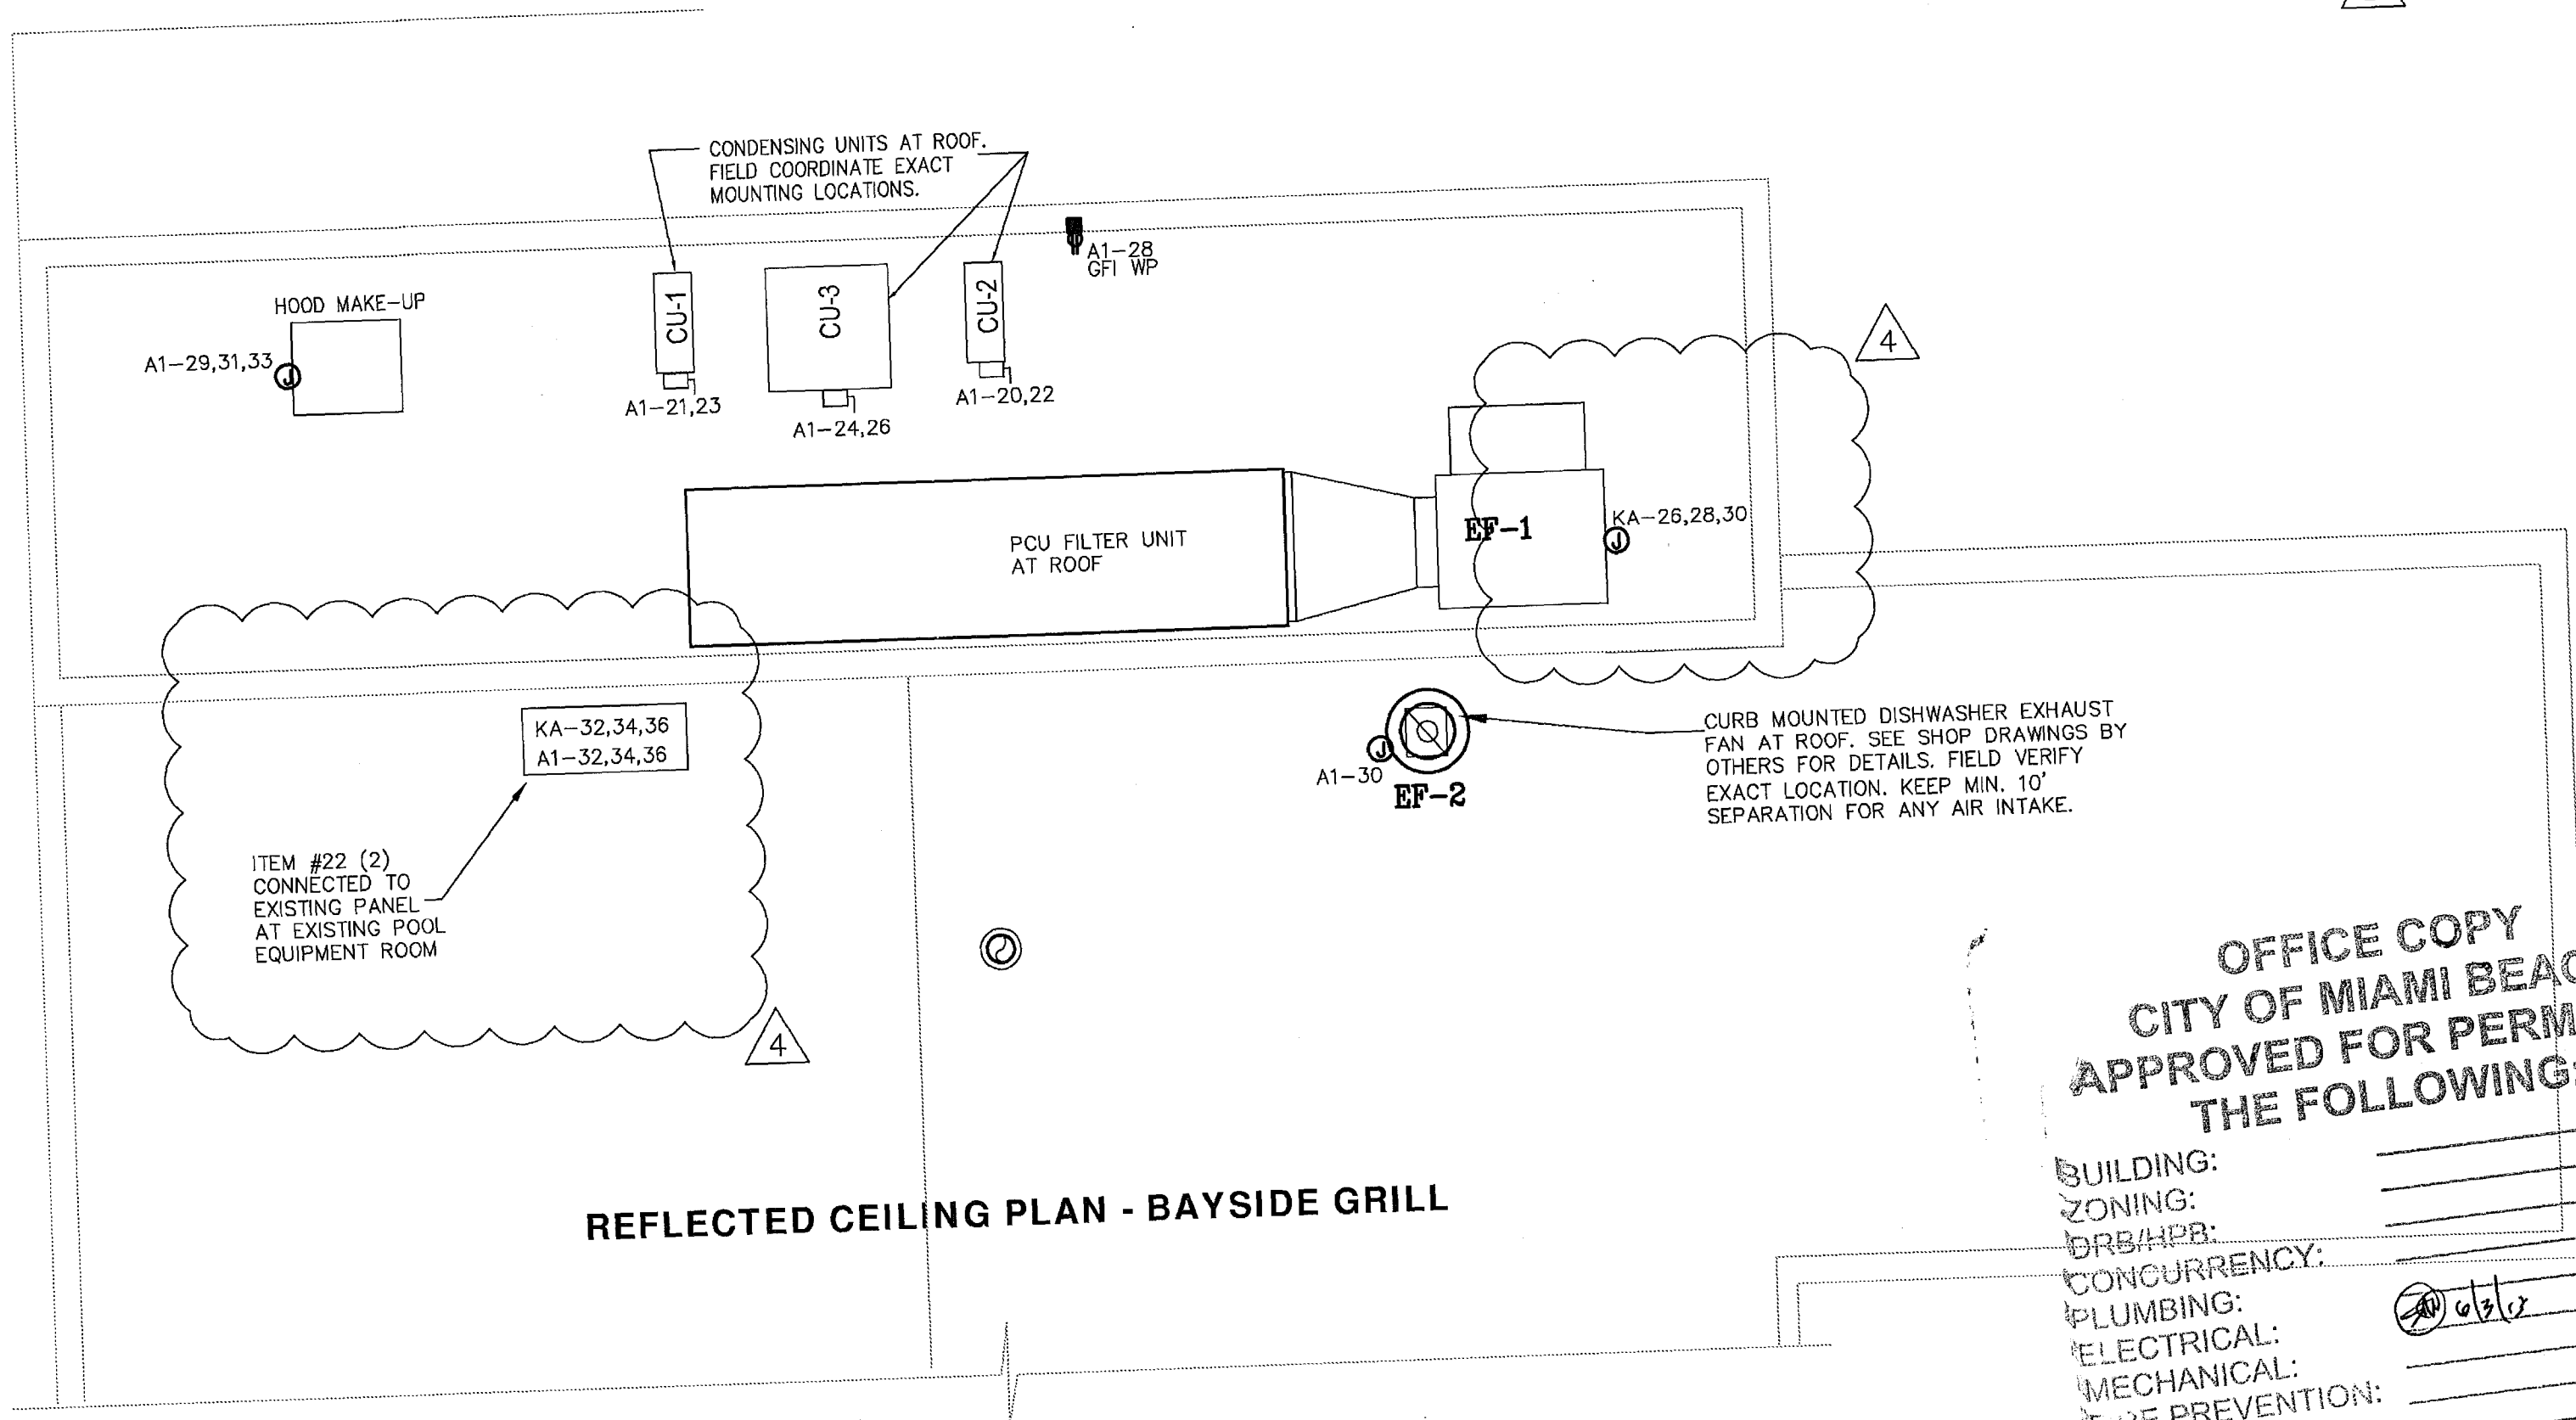 CONDENSING UNITS AT ROOF.
FIELD COORDINATE EXACT
MOUNTING LOCATIONS.
A1-28
GFI WP
HOOD MAKE-UP
A1-29,31,33
J
CU-1
A1-21,23
CU-3
A1-24,26
CU-2
A1-20,22
4
PCU FILTER UNIT
AT ROOF
EF-1
KA-26,28,30
J
KA-32,34,36
A1-32,34,36
ITEM #22 (2)
CONNECTED TO
EXISTING PANEL
AT EXISTING POOL
EQUIPMENT ROOM
4
J
A1-30
EF-2
CURB MOUNTED DISHWASHER EXHAUST
FAN AT ROOF. SEE SHOP DRAWINGS BY
OTHERS FOR DETAILS. FIELD VERIFY
EXACT LOCATION. KEEP MIN. 10'
SEPARATION FOR ANY AIR INTAKE.
REFLECTED CEILING PLAN - BAYSIDE GRILL
OFFICE COPY
CITY OF MIAMI BEAC
APPROVED FOR PERM
THE FOLLOWING:
BUILDING:
ZONING:
DRB/HPB:
CONCURRENCY:
PLUMBING:
ELECTRICAL:
MECHANICAL:
PREVENTION: